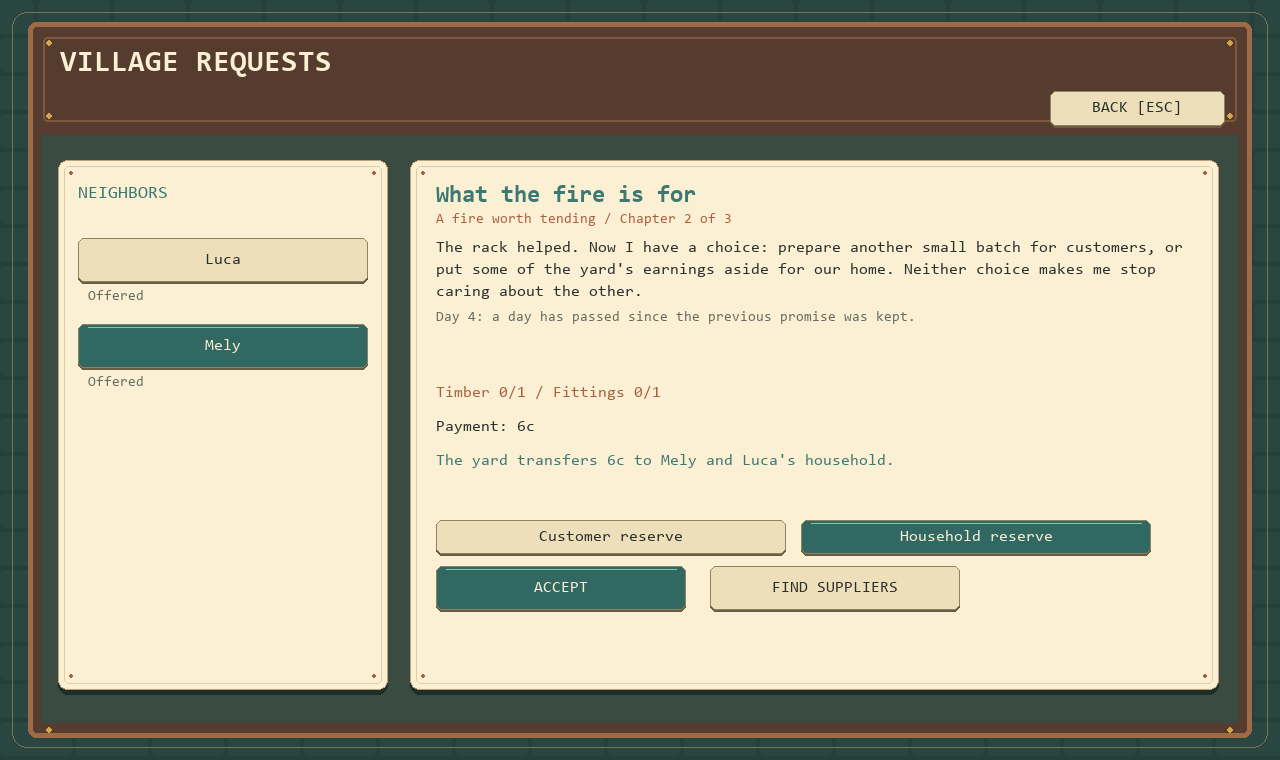 VILLAGE REQUESTS
BACK [ESC]
NEIGHBORS
Luca
Offered
Mely
Offered
What the fire is for
A fire worth tending / Chapter 2 of 3
The rack helped. Now I have a choice: prepare another small batch for customers, or
put some of the yard's earnings aside for our home. Neither choice makes me stop
caring about the other.
Day 4: a day has passed since the previous promise was kept.
Timber 0/1 / Fittings 0/1
Payment: 6c
The yard transfers 6c to Mely and Luca's household.
Customer reserve
Household reserve
ACCEPT
FIND SUPPLIERS